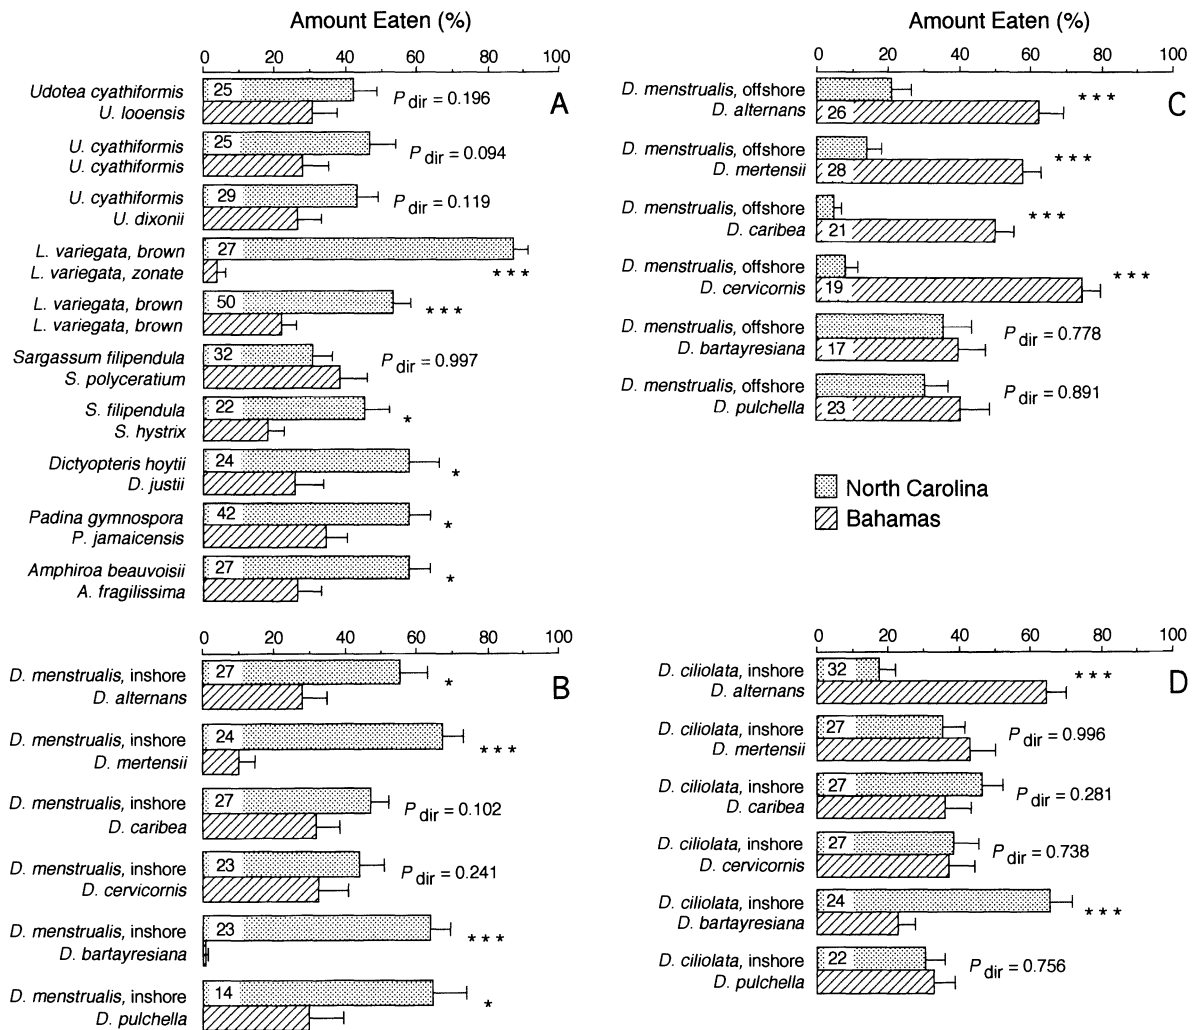 Amount Eaten (%)
0 20 40 60 80 100
Udotea cyathiformis 25
U. looensis
P dir = 0.196
A
U. cyathiformis 25
U. cyathiformis
P dir = 0.094
U. cyathiformis 29
U. dixonii
P dir = 0.119
L. variegata, brown 27
L. variegata, zonate
***
L. variegata, brown 50
L. variegata, brown
***
Sargassum filipendula 32
S. polyceratium
P dir = 0.997
S. filipendula 22
S. hystrix
*
Dictyopteris hoytii 24
D. justii
*
Padina gymnospora 42
P. jamaicensis
*
Amphiroa beauvoisii 27
A. fragilissima
*
0 20 40 60 80 100
D. menstrualis, inshore 27
D. alternans
*
B
D. menstrualis, inshore 24
D. mertensii
***
D. menstrualis, inshore 27
D. caribea
P dir = 0.102
D. menstrualis, inshore 23
D. cervicornis
P dir = 0.241
D. menstrualis, inshore 23
D. bartayresiana
***
D. menstrualis, inshore 14
D. pulchella
*
Amount Eaten (%)
0 20 40 60 80 100
D. menstrualis, offshore
D. alternans 26
***
C
D. menstrualis, offshore
D. mertensii 28
***
D. menstrualis, offshore
D. caribea 21
***
D. menstrualis, offshore
D. cervicornis 19
***
D. menstrualis, offshore
D. bartayresiana 17
P dir = 0.778
D. menstrualis, offshore
D. pulchella 23
P dir = 0.891
North Carolina
Bahamas
0 20 40 60 80 100
D. ciliolata, inshore 32
D. alternans
***
D
D. ciliolata, inshore 27
D. mertensii
P dir = 0.996
D. ciliolata, inshore 27
D. caribea
P dir = 0.281
D. ciliolata, inshore 27
D. cervicornis
P dir = 0.738
D. ciliolata, inshore 24
D. bartayresiana
***
D. ciliolata, inshore 22
D. pulchella
P dir = 0.756